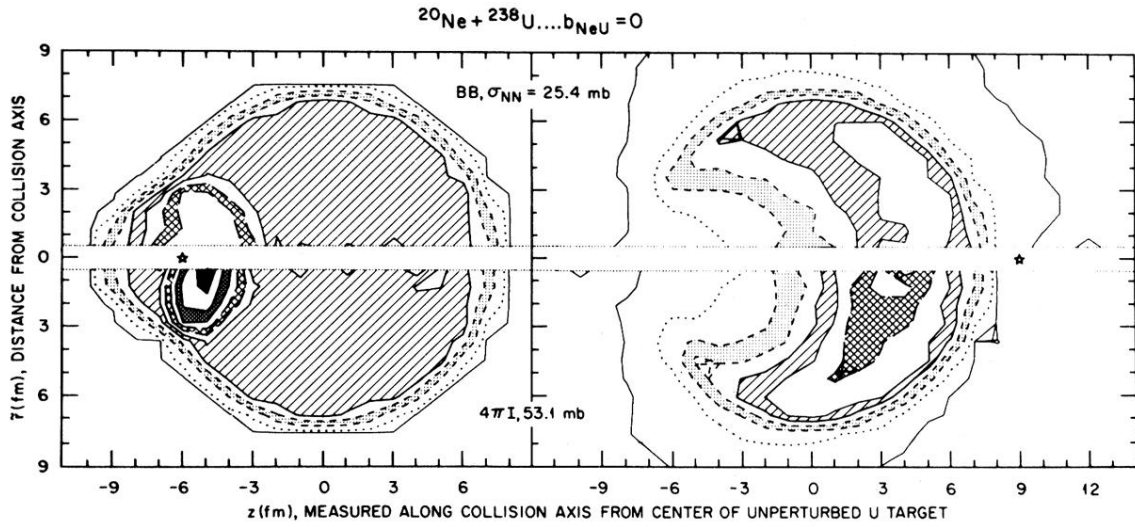 ²⁰Ne + ²³⁸U....b_NeU = 0
BB, σ_NN = 25.4 mb
4πI, 53.1 mb
r̄(fm), DISTANCE FROM COLLISION AXIS
9
6
3
0
3
6
9
-9 -6 -3 0 3 6 -9 -6 -3 0 3 6 9 12
z(fm), MEASURED ALONG COLLISION AXIS FROM CENTER OF UNPERTURBED U TARGET